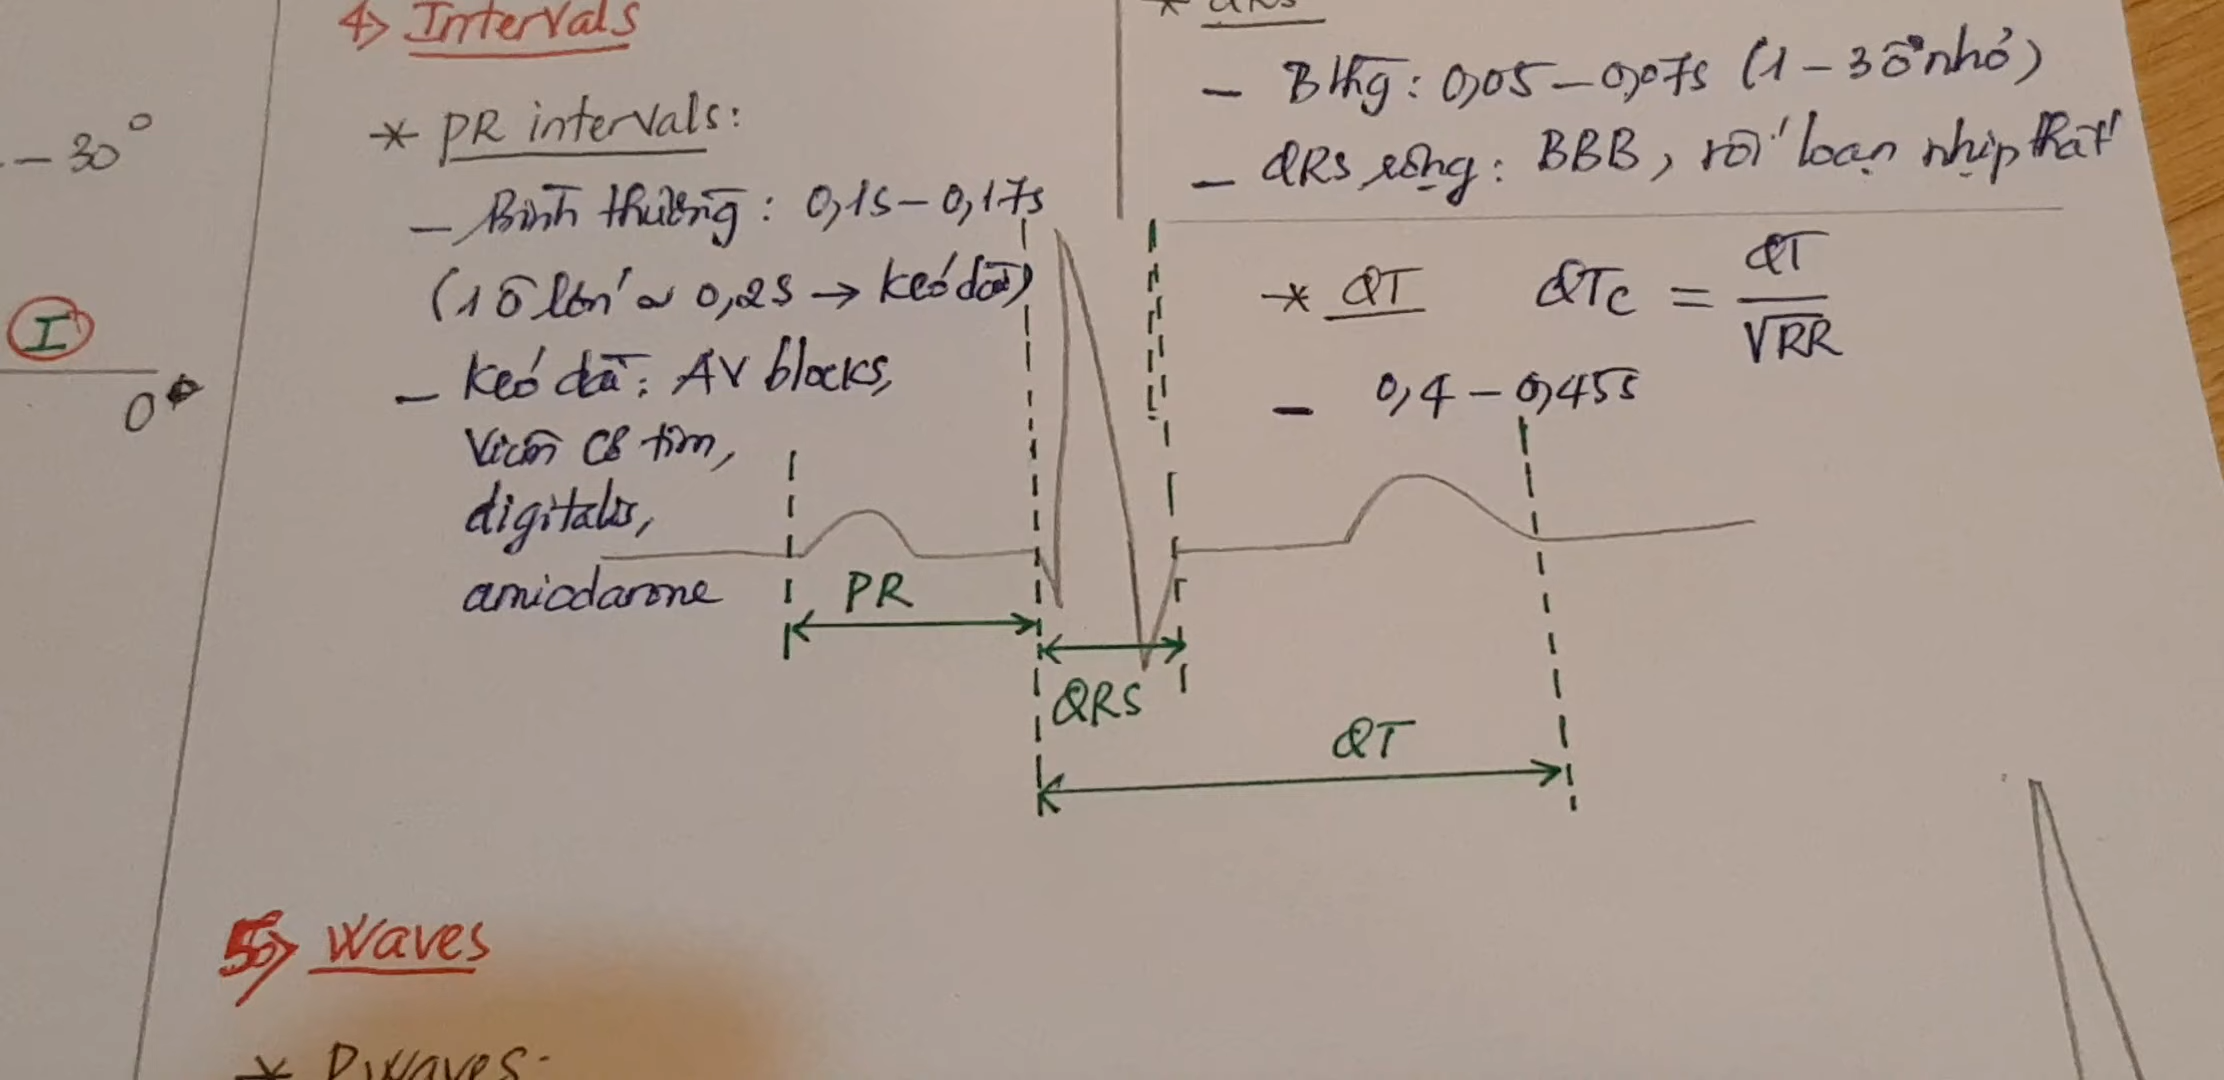 4> Intervals
* PR intervals:
- Bình thường: 0,1s - 0,17s
(1 ô lớn ~ 0,2s → kéo dài)
- kéo dài: AV blocks,
Viêm cơ tim,
digitalis,
amiodarone
* QRS
- Bthg: 0,05 - 0,07s (1 - 3 ô nhỏ)
- QRS rộng: BBB, rối loạn nhịp thất
* QT QTc = QT / √RR
- 0,4 - 0,45s
PR
QRS
QT
- 30°
I
0°
5> Waves
* P waves: